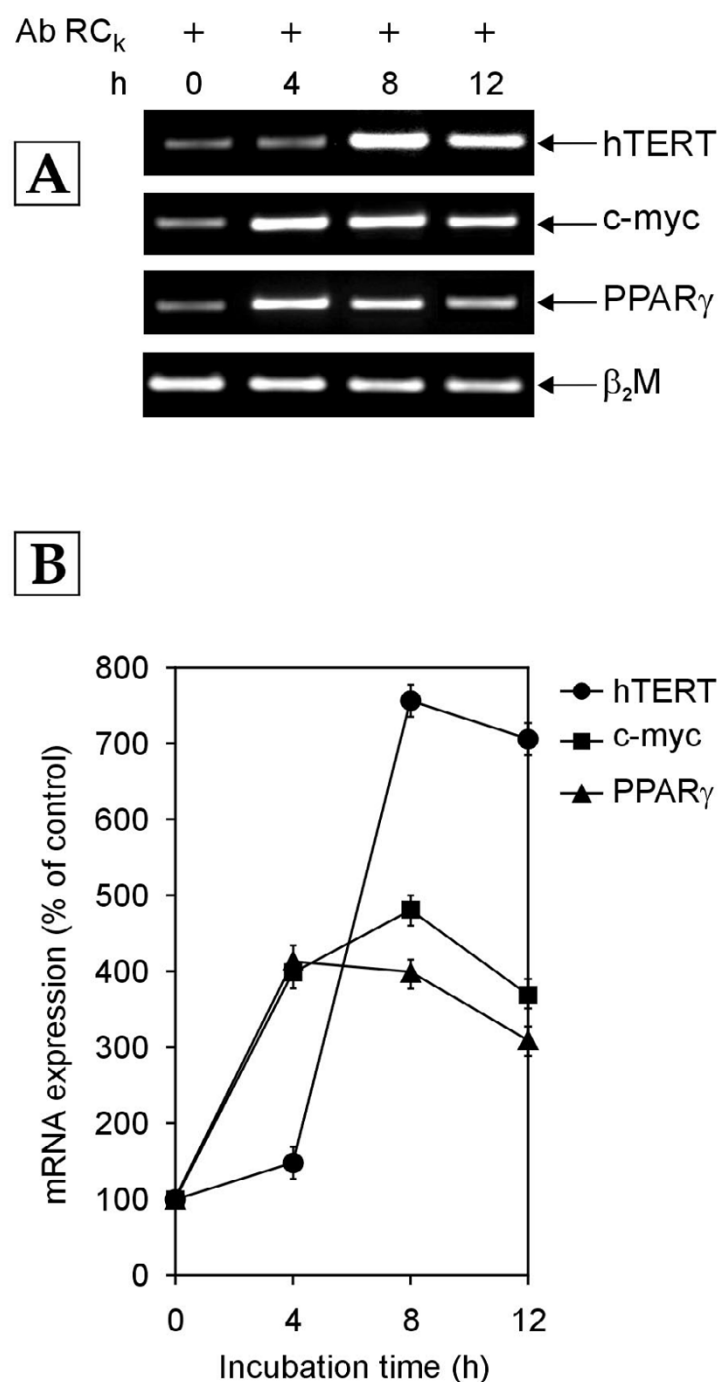 Ab RCk + + + +
h 0 4 8 12
A
hTERT
c-myc
PPARγ
β₂M
B
800
700
600
500
400
300
200
100
0
mRNA expression (% of control)
hTERT
c-myc
PPARγ
0 4 8 12
Incubation time (h)